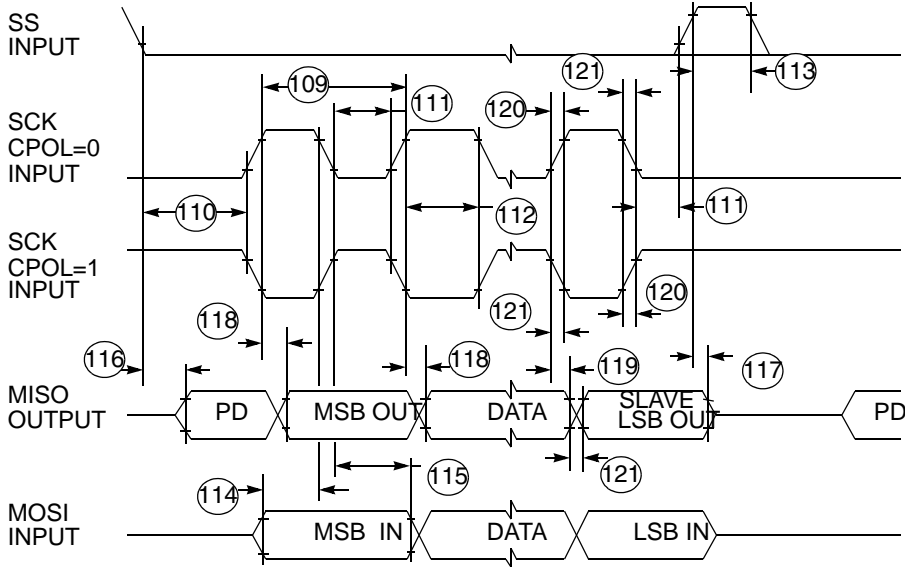 SS
INPUT
121
113
109
111
120
SCK
CPOL=0
INPUT
110
112
111
SCK
CPOL=1
INPUT
121
120
118
116
118
119
117
MISO
OUTPUT
PD
MSB OUT
DATA
SLAVE
LSB OUT
PD
114
115
121
MOSI
INPUT
MSB IN
DATA
LSB IN